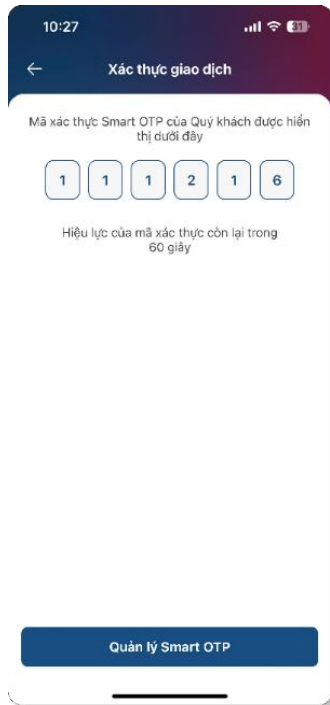 10:27
31
Xác thực giao dịch
Mã xác thực Smart OTP của Quý khách được hiển
thị dưới đây
1 1 1 2 1 6
Hiệu lực của mã xác thực còn lại trong
60 giây
Quản lý Smart OTP